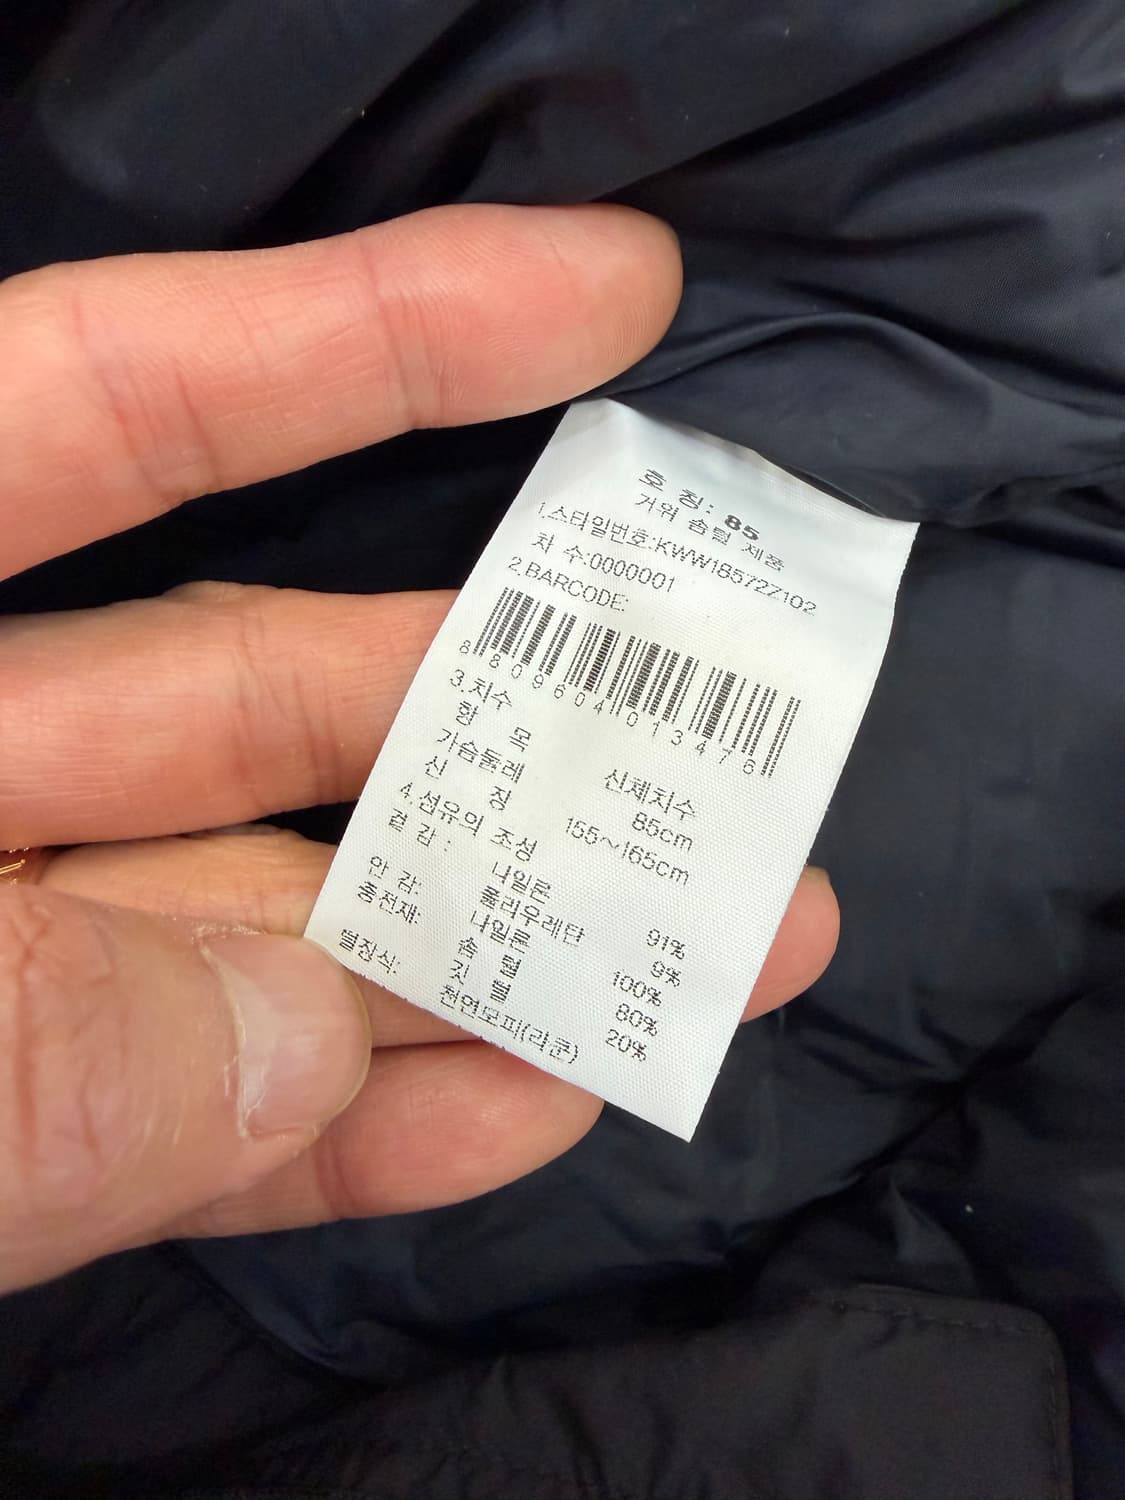 호 칭: 85
거위 솜털 제품
1.스타일번호:KWW18572Z102
차 수:0000001
2.BARCODE:
8809604013476
3.치수
항 목 신체치수
가슴둘레 85cm
신 장 155~165cm
4.섬유의 조성
겉 감: 나일론 91%
폴리우레탄 9%
안 감: 나일론 100%
충전재: 솜 털 80%
깃 털 20%
별장식: 천연모피(라쿤)